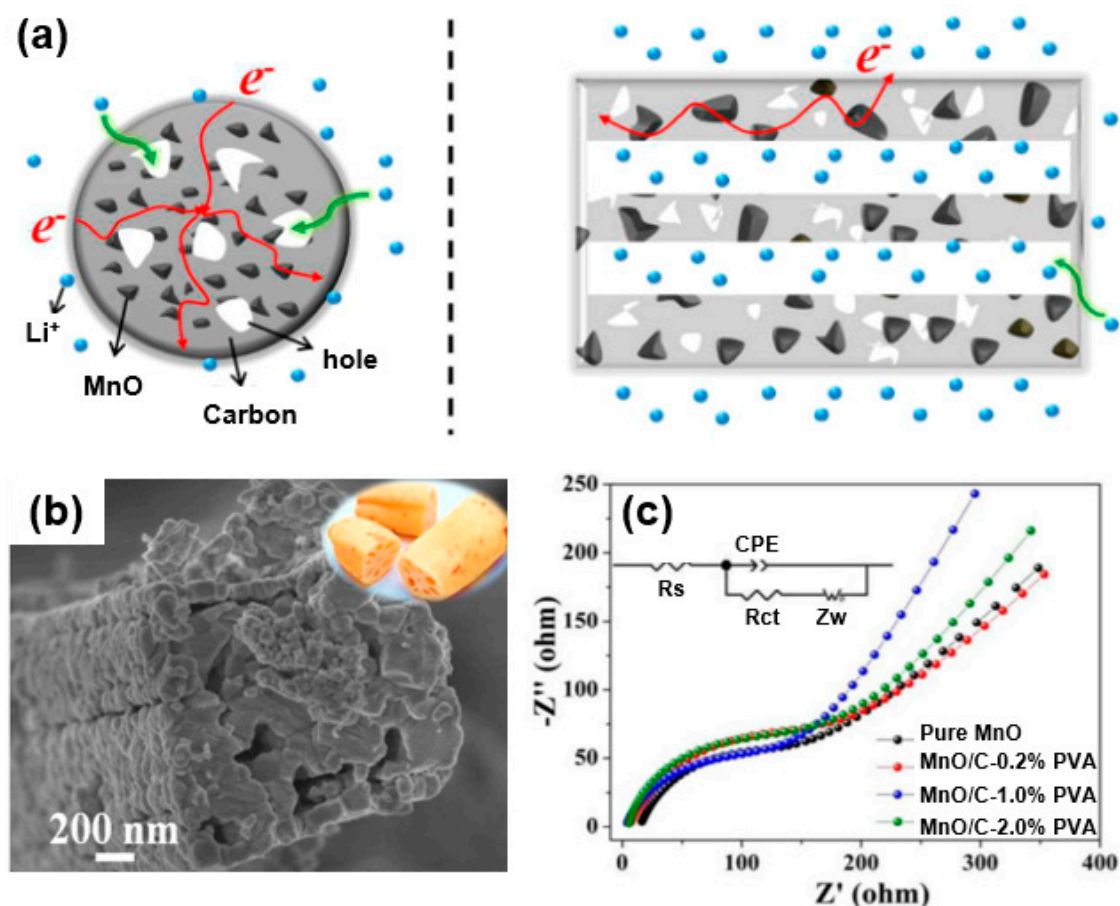 (a)
e-
e-
Li+
MnO
Carbon
hole
e-
(b)
200 nm
(c)
CPE
Rs
Rct
Zw
Pure MnO
MnO/C-0.2% PVA
MnO/C-1.0% PVA
MnO/C-2.0% PVA
250
200
150
100
50
0
-Z'' (ohm)
0
100
200
300
400
Z' (ohm)